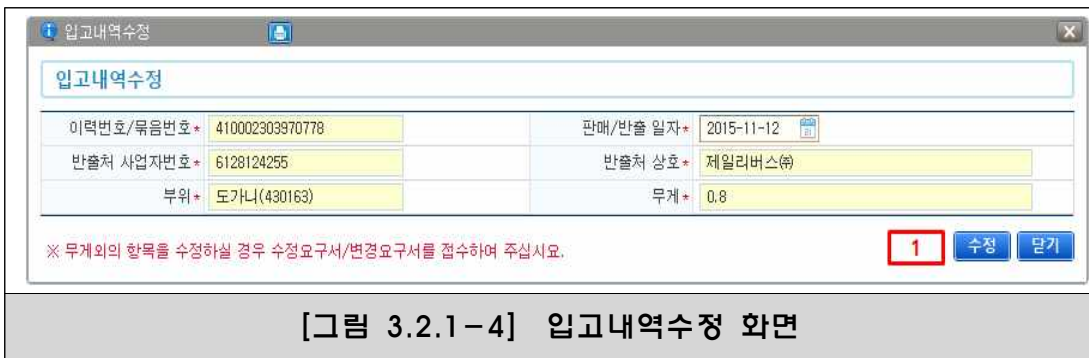 입고내역수정
입고내역수정
이력번호/묶음번호* 410002303970778 판매/반출 일자* 2015-11-12
반출처 사업자번호* 6128124255 반출처 상호* 제일리버스㈜
부위* 도가니(430163) 무게* 0.8
※ 무게외의 항목을 수정하실 경우 수정요구서/변경요구서를 접수하여 주십시요. 1 수정 닫기
[그림 3.2.1-4] 입고내역수정 화면